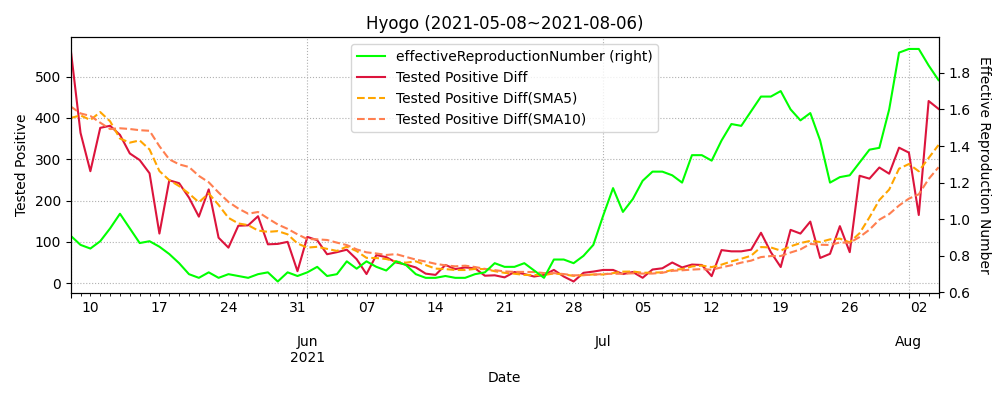 Hyogo (2021-05-08~2021-08-06)
effectiveReproductionNumber (right)
Tested Positive Diff
Tested Positive Diff(SMA5)
Tested Positive Diff(SMA10)
Tested Positive
500
400
300
200
100
0
Effective Reproduction Number
1.8
1.6
1.4
1.2
1.0
0.8
0.6
10 17 24 31 07 14 21 28 05 12 19 26 02
Jun Jul Aug
2021
Date